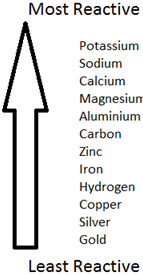 Most Reactive
Potassium
Sodium
Calcium
Magnesium
Aluminium
Carbon
Zinc
Iron
Hydrogen
Copper
Silver
Gold
Least Reactive